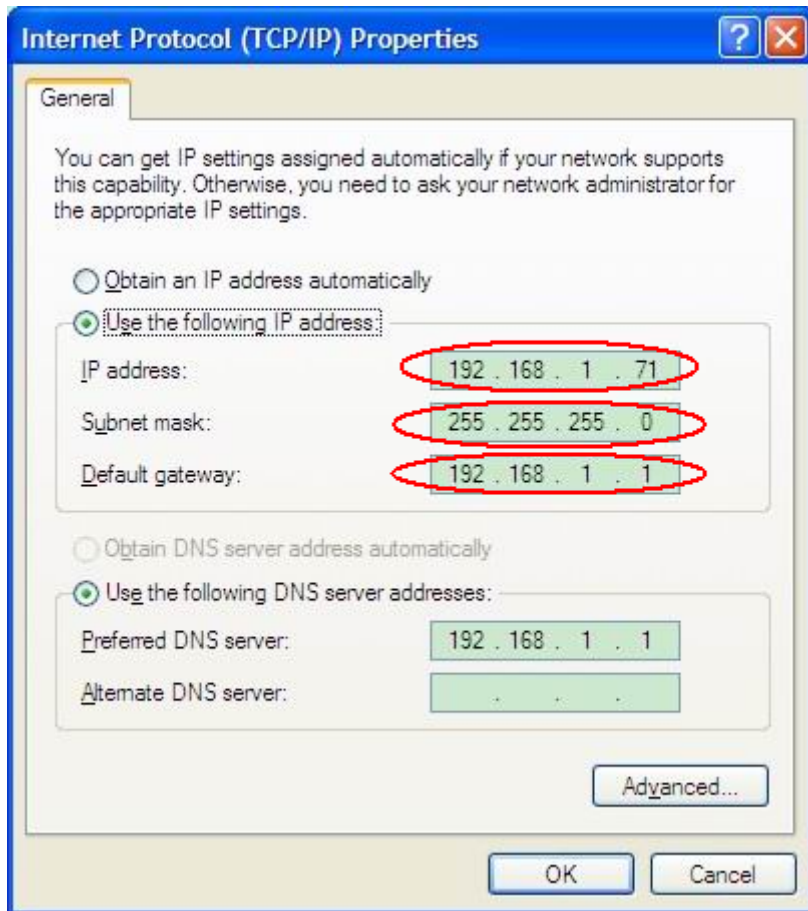 Internet Protocol (TCP/IP) Properties
General
You can get IP settings assigned automatically if your network supports
this capability. Otherwise, you need to ask your network administrator for
the appropriate IP settings.
Obtain an IP address automatically
Use the following IP address:
IP address: 192 . 168 . 1 . 71
Subnet mask: 255 . 255 . 255 . 0
Default gateway: 192 . 168 . 1 . 1
Obtain DNS server address automatically
Use the following DNS server addresses:
Preferred DNS server: 192 . 168 . 1 . 1
Alternate DNS server: . . .
Advanced...
OK Cancel